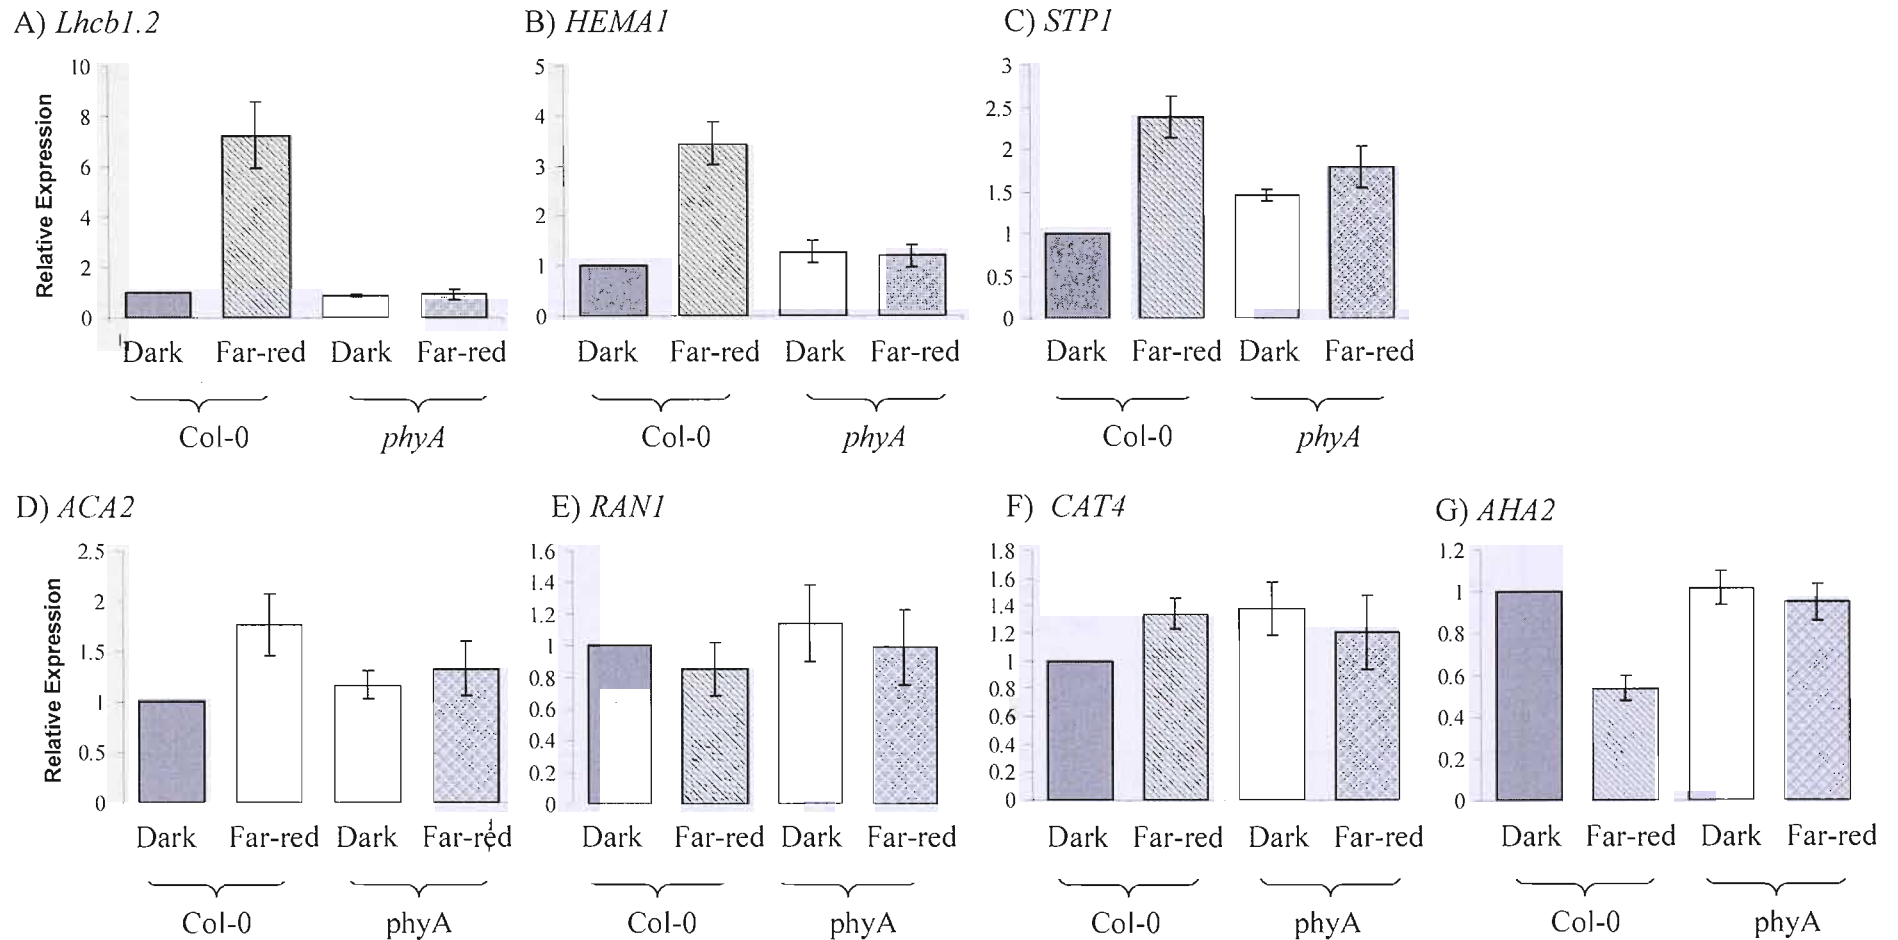 A) Lhcb1.2
B) HEMA1
C) STP1
Relative Expression
10
8
6
4
2
0
5
4
3
2
1
0
3
2.5
2
1.5
1
0.5
0
Dark Far-red Dark Far-red
Dark Far-red Dark Far-red
Dark Far-red Dark Far-red
Col-0 phyA
Col-0 phyA
Col-0 phyA
D) ACA2
E) RAN1
F) CAT4
G) AHA2
Relative Expression
2.5
2
1.5
1
0.5
0
1.6
1.4
1.2
1
0.8
0.6
0.4
0.2
0
1.8
1.6
1.4
1.2
1
0.8
0.6
0.4
0.2
0
1.2
1
0.8
0.6
0.4
0.2
0
Dark Far-red Dark Far-red
Dark Far-red Dark Far-red
Dark Far-red Dark Far-red
Dark Far-red Dark Far-red
Col-0 phyA
Col-0 phyA
Col-0 phyA
Col-0 phyA